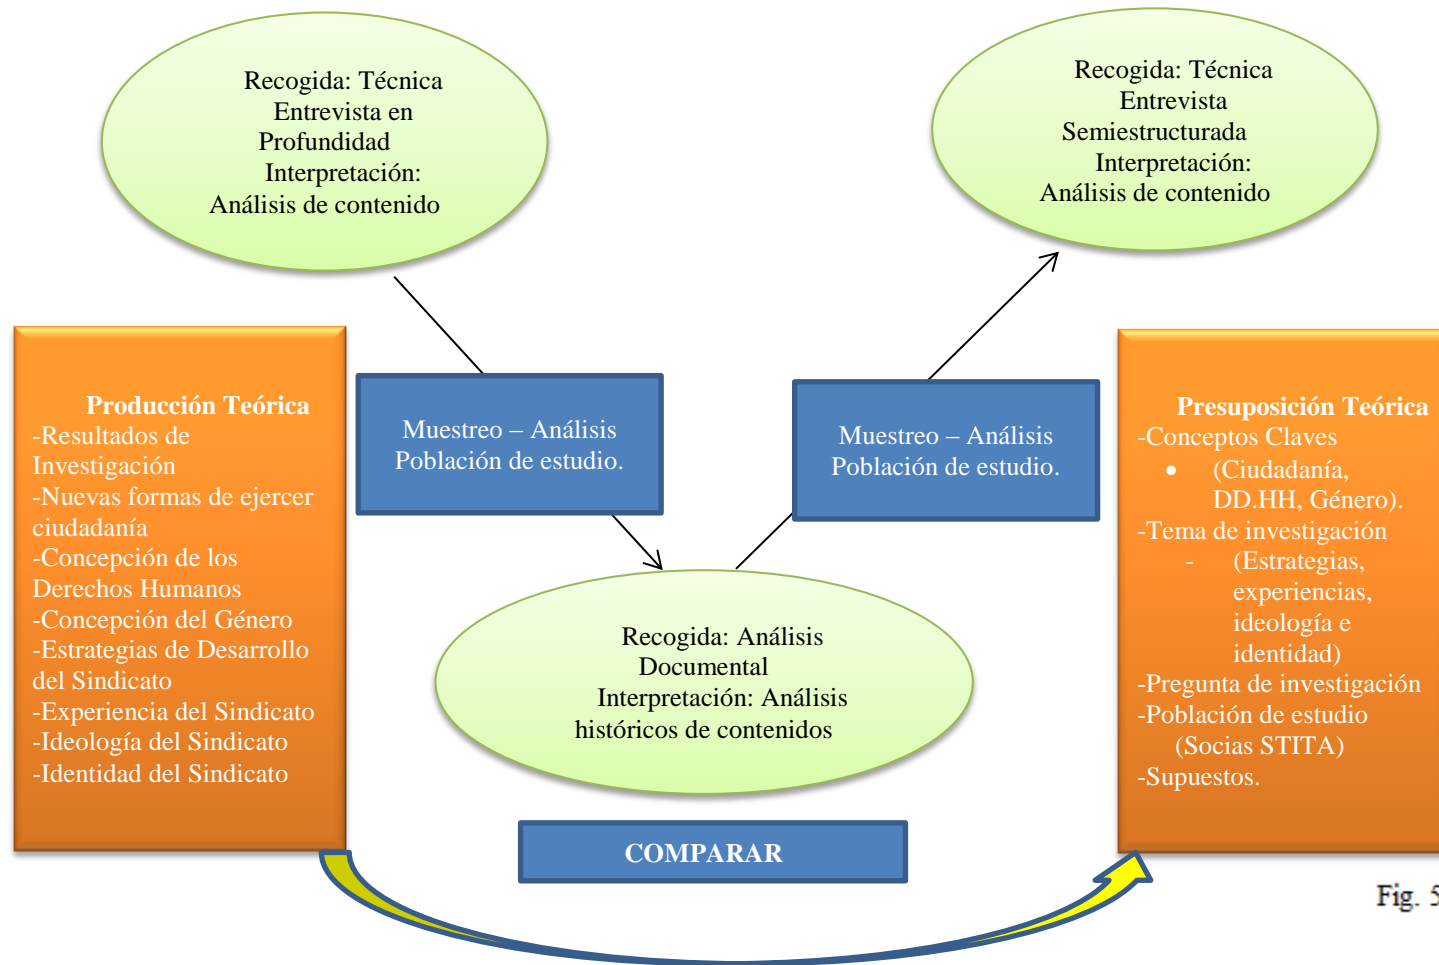 Recogida: Técnica
Entrevista en
Profundidad
Interpretación:
Análisis de contenido
Recogida: Técnica
Entrevista
Semiestructurada
Interpretación:
Análisis de contenido
Producción Teórica
-Resultados de
Investigación
-Nuevas formas de ejercer
ciudadanía
-Concepción de los
Derechos Humanos
-Concepción del Género
-Estrategias de Desarrollo
del Sindicato
-Experiencia del Sindicato
-Ideología del Sindicato
-Identidad del Sindicato
Muestreo – Análisis
Población de estudio.
Muestreo – Análisis
Población de estudio.
Presuposición Teórica
-Conceptos Claves
• (Ciudadanía,
DD.HH, Género).
-Tema de investigación
- (Estrategias,
experiencias,
ideología e
identidad)
-Pregunta de investigación
-Población de estudio
(Socias STITA)
-Supuestos.
Recogida: Análisis
Documental
Interpretación: Análisis
históricos de contenidos
COMPARAR
Fig. 5